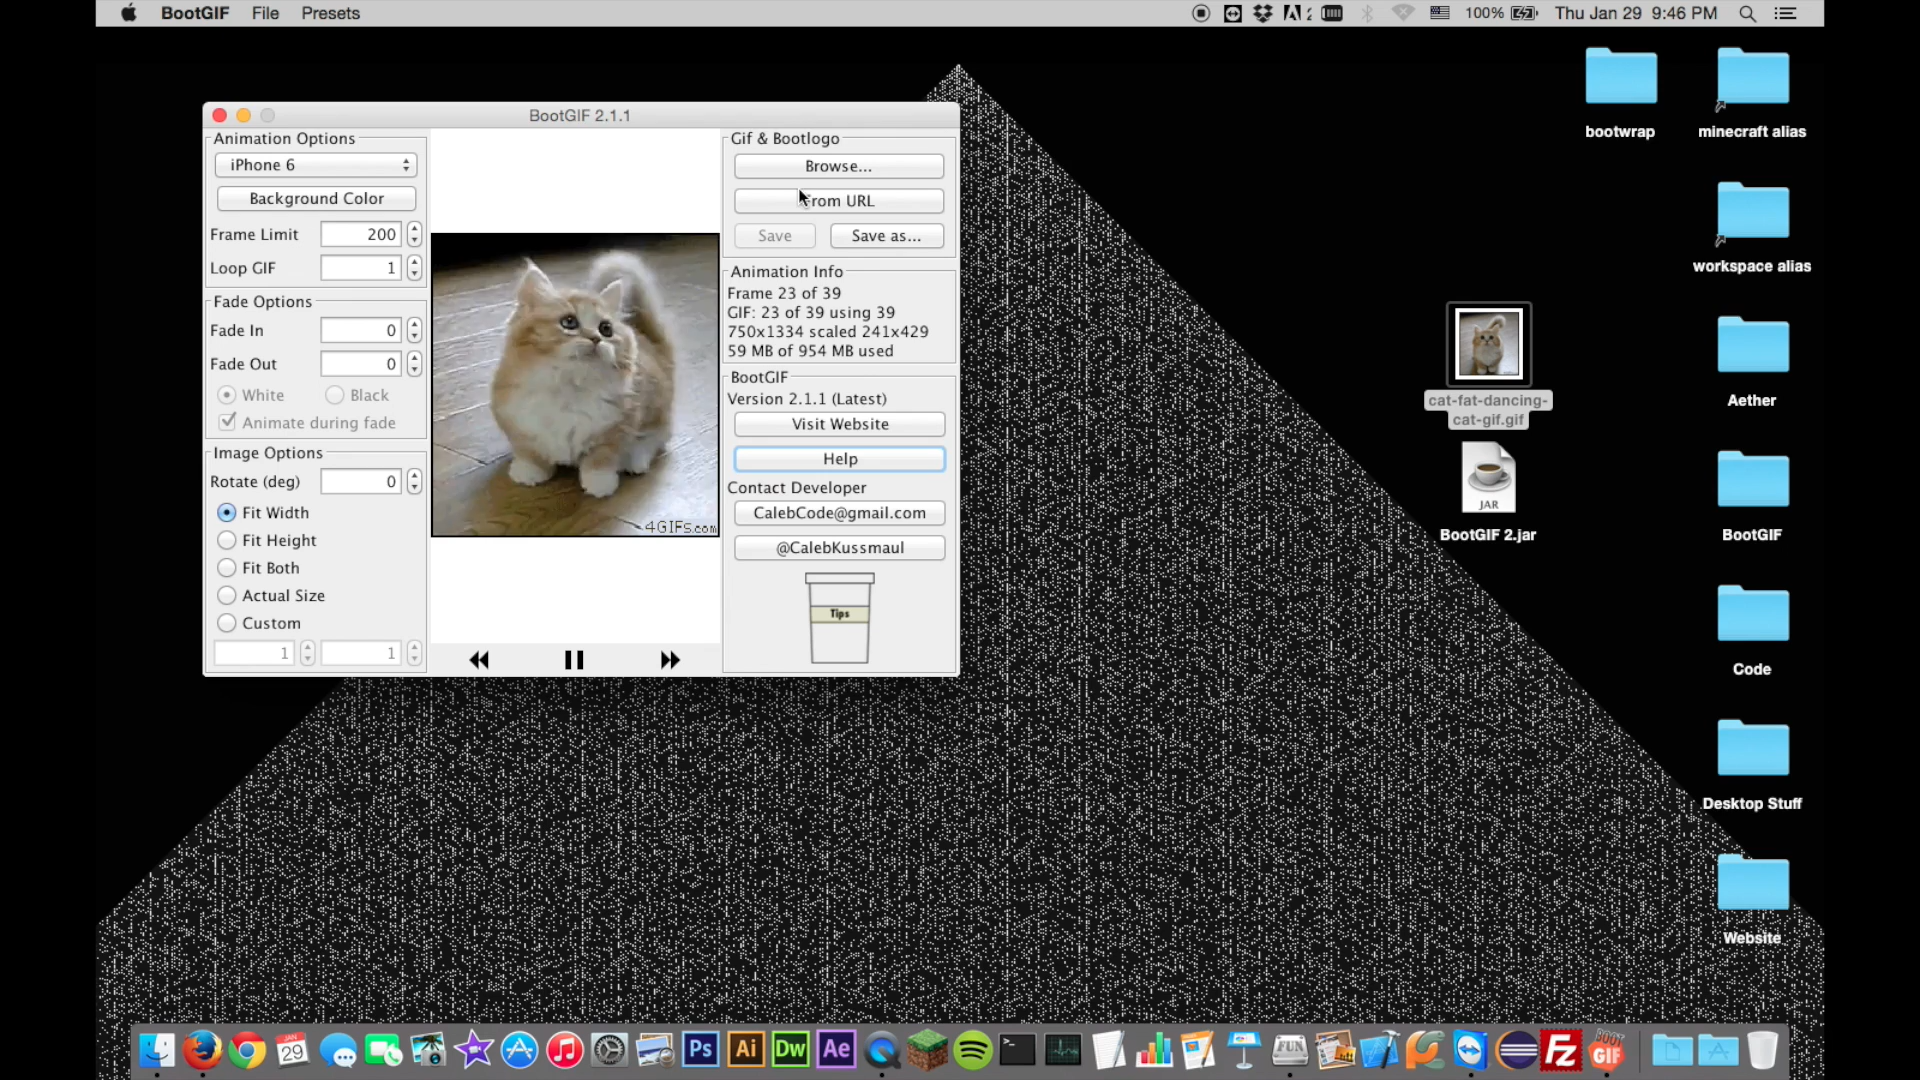 BootGIF File Presets
2 100% Thu Jan 29 9:46 PM
BootGIF 2.1.1
Animation Options
iPhone 6
Background Color
Frame Limit 200
Loop GIF 1
Fade Options
Fade In 0
Fade Out 0
White Black
Animate during fade
Image Options
Rotate (deg) 0
Fit Width
Fit Height
Fit Both
Actual Size
Custom
1 1
4GIFs.com
Gif & Bootlogo
Browse...
From URL
Save Save as...
Animation Info
Frame 23 of 39
GIF: 23 of 39 using 39
750x1334 scaled 241x429
59 MB of 954 MB used
BootGIF
Version 2.1.1 (Latest)
Visit Website
Help
Contact Developer
CalebCode@gmail.com
@CalebKussmaul
Tips
bootwrap
minecraft alias
workspace alias
cat-fat-dancing-
cat-gif.gif
Aether
JAR
BootGIF 2.jar
BootGIF
Code
Desktop Stuff
Website
JAN
29
Ps
Ai
Dw
Ae
FUN
Fz
BOOT
GIF